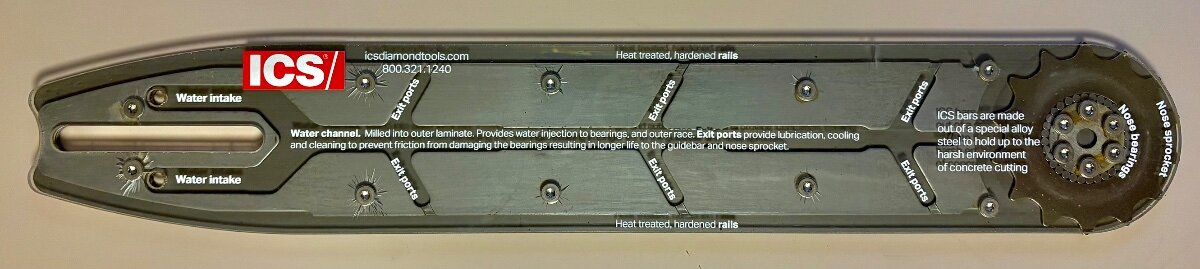 ICS/
icsdiamondtools.com
800.321.1240
Heat treated, hardened rails
Water intake
Exit ports
Exit ports
Exit ports
Water channel. Milled into outer laminate. Provides water injection to bearings, and outer race. Exit ports provide lubrication, cooling
and cleaning to prevent friction from damaging the bearings resulting in longer life to the guidebar and nose sprocket.
ICS bars are made
out of a special alloy
steel to hold up to the
harsh environment
of concrete cutting
Nose bearings
Nose sprocket
Water intake
Exit ports
Exit ports
Exit ports
Heat treated, hardened rails